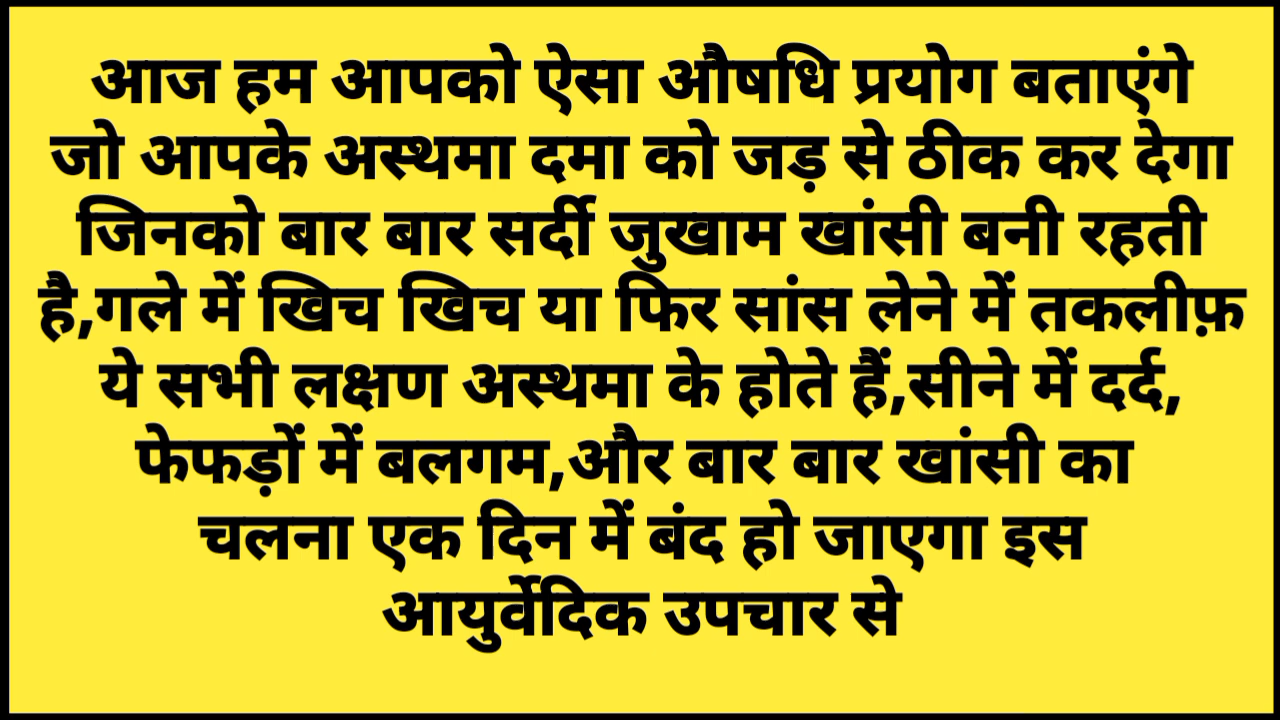 आज हम आपको ऐसा औषधि प्रयोग बताएंगे
जो आपके अस्थमा दमा को जड़ से ठीक कर देगा
जिनको बार बार सर्दी जुखाम खांसी बनी रहती
है,गले में खिच खिच या फिर सांस लेने में तकलीफ़
ये सभी लक्षण अस्थमा के होते हैं,सीने में दर्द,
फेफड़ों में बलगम,और बार बार खांसी का
चलना एक दिन में बंद हो जाएगा इस
आयुर्वेदिक उपचार से